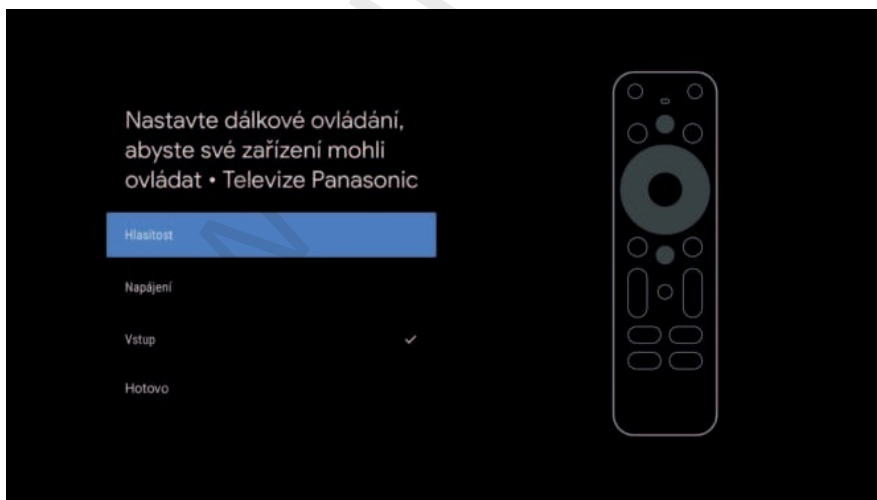 Nastavte dálkové ovládání,
abyste své zařízení mohli
ovládat • Televize Panasonic
Hlasitost
Napájení
Vstup
Hotovo